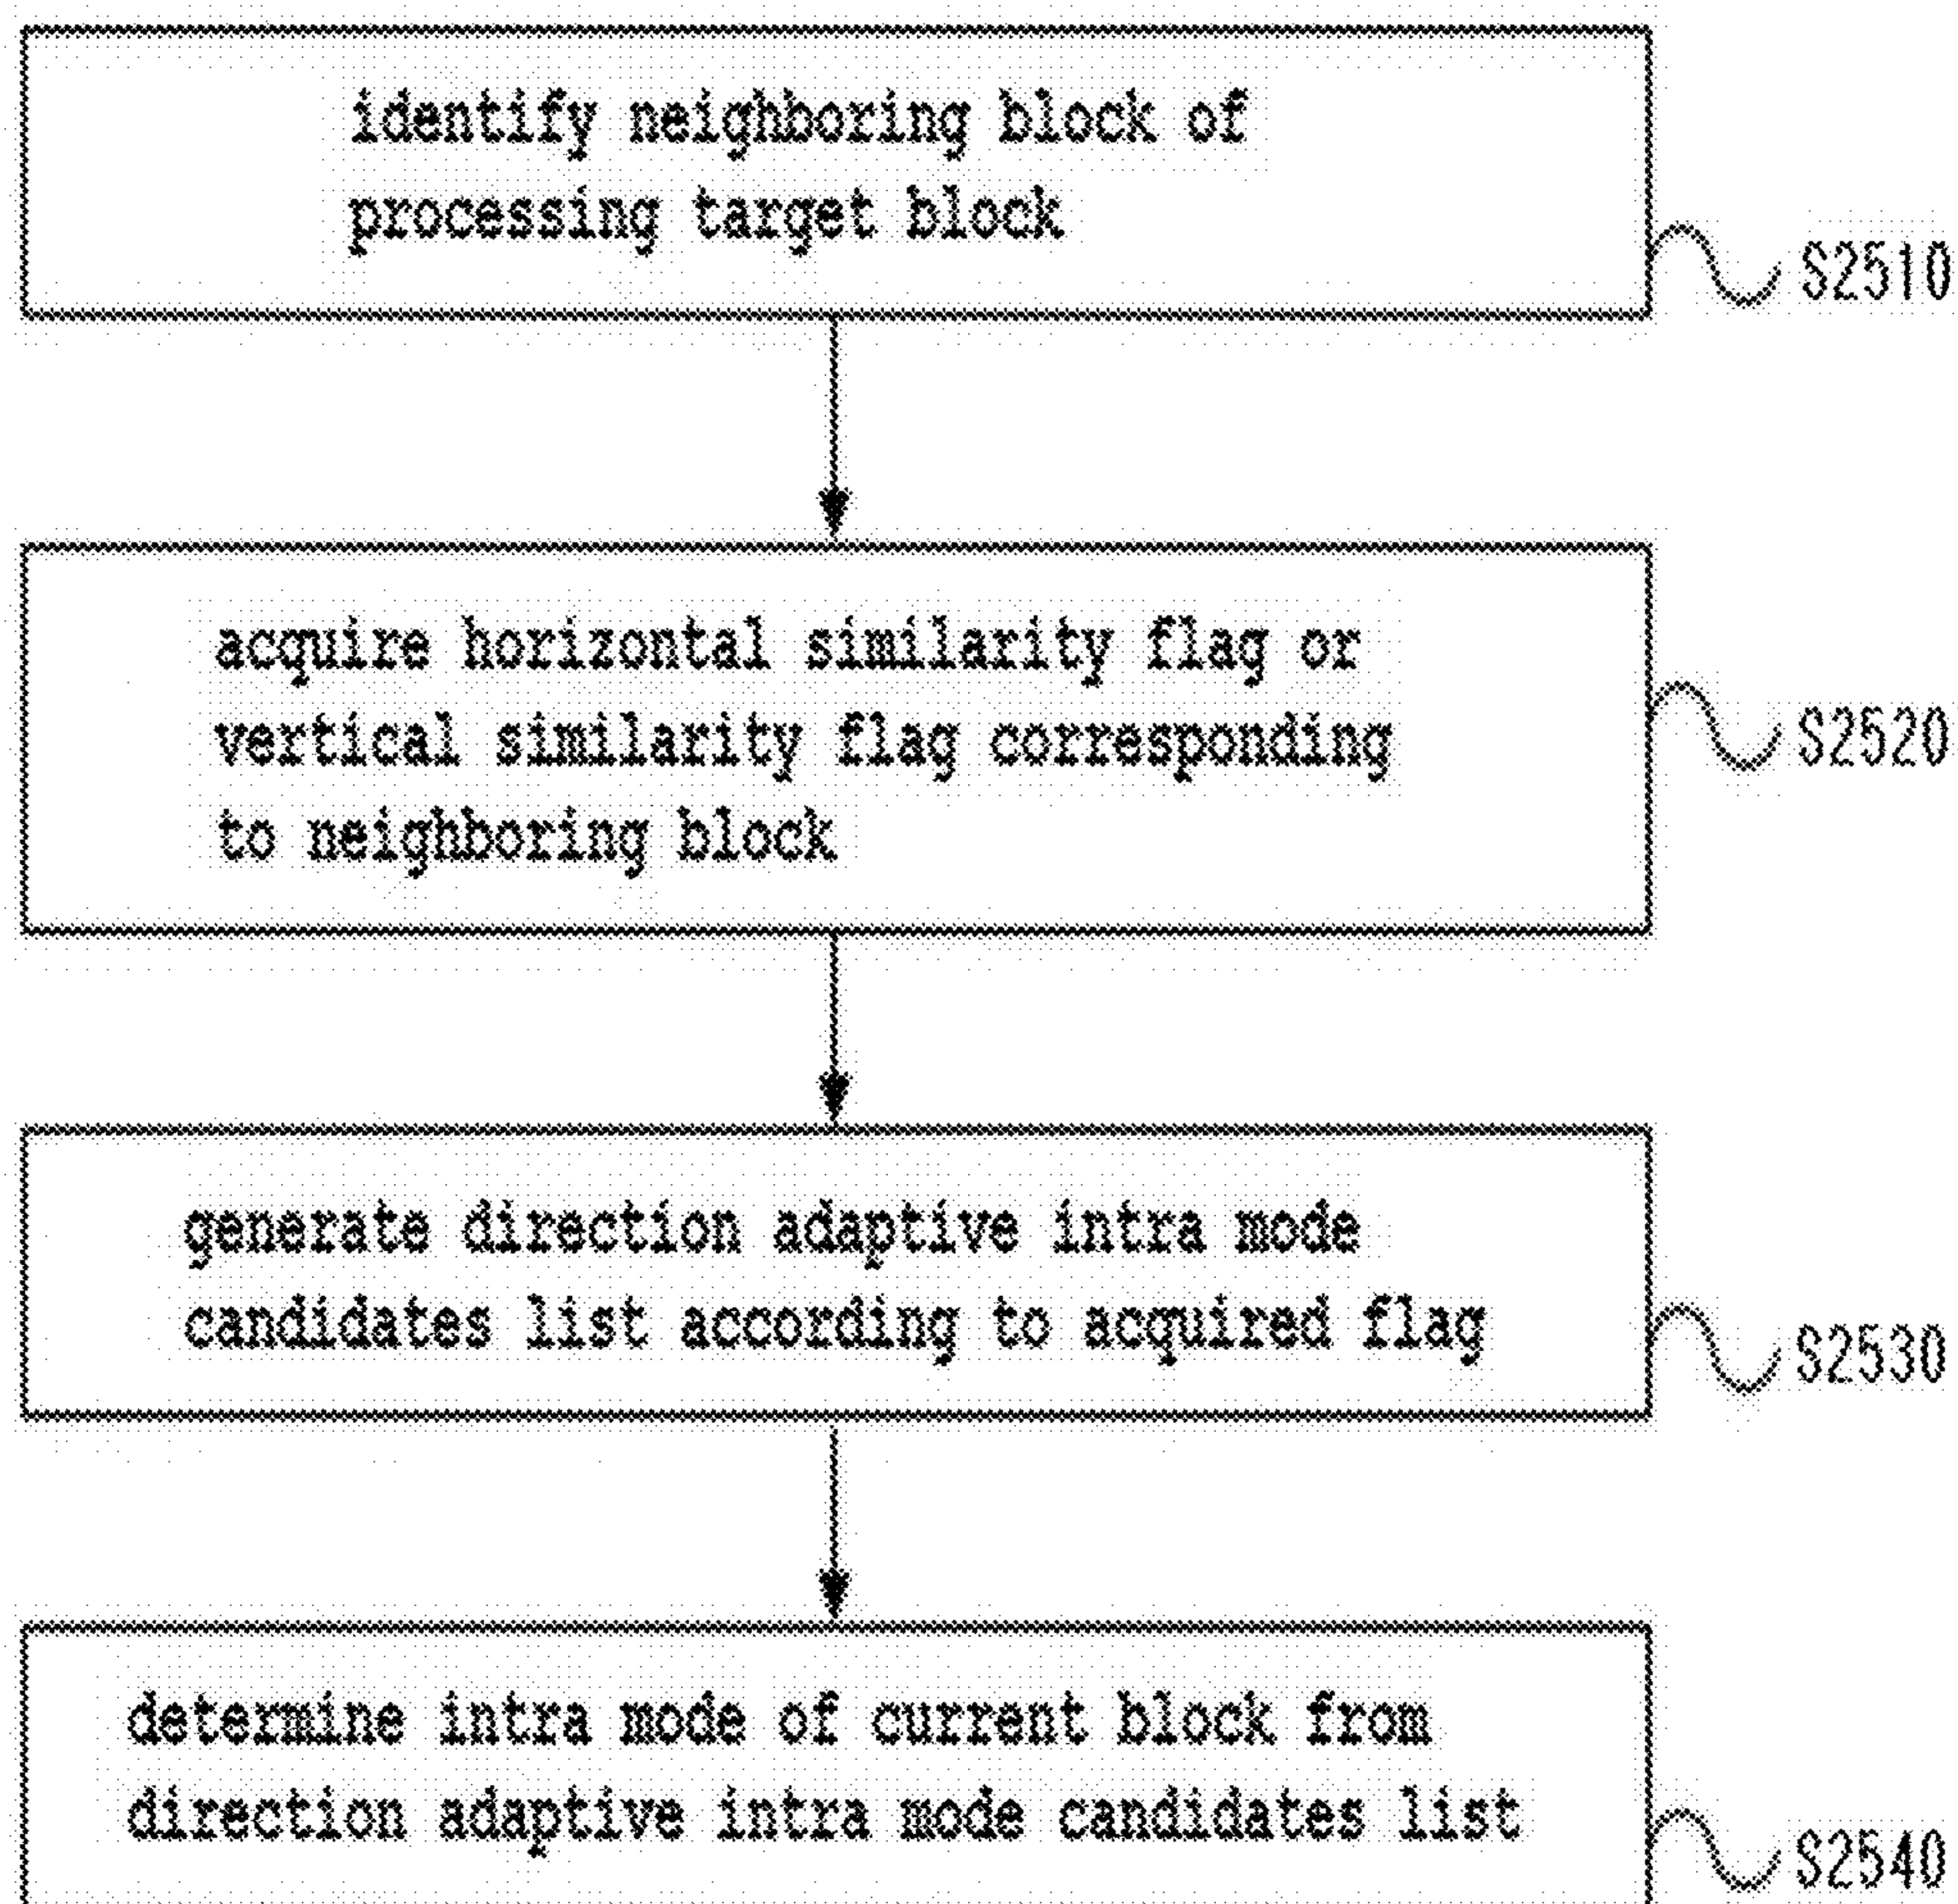 identify neighboring block of
processing target block
S2510
acquire horizontal similarity flag or
vertical similarity flag corresponding
to neighboring block
S2520
generate direction adaptive intra mode
candidates list according to acquired flag
S2530
determine intra mode of current block from
direction adaptive intra mode candidates list
S2540